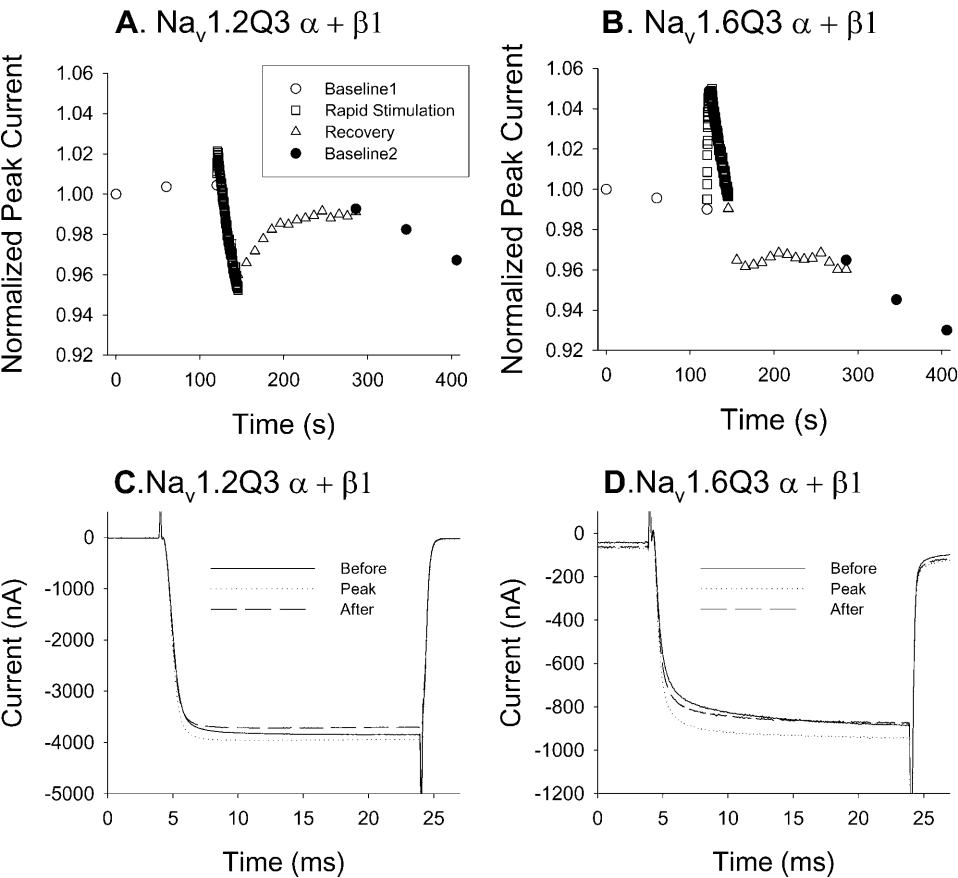 A. Nav1.2Q3 α + β1
Normalized Peak Current
1.06
1.04
1.02
1.00
0.98
0.96
0.94
0.92
Baseline1
Rapid Stimulation
Recovery
Baseline2
0 100 200 300 400
Time (s)
B. Nav1.6Q3 α + β1
Normalized Peak Current
1.06
1.04
1.02
1.00
0.98
0.96
0.94
0.92
0 100 200 300 400
Time (s)
C.Nav1.2Q3 α + β1
Current (nA)
0
-1000
-2000
-3000
-4000
-5000
Before
Peak
After
0 5 10 15 20 25
Time (ms)
D.Nav1.6Q3 α + β1
Current (nA)
0
-200
-400
-600
-800
-1000
-1200
Before
Peak
After
0 5 10 15 20 25
Time (ms)